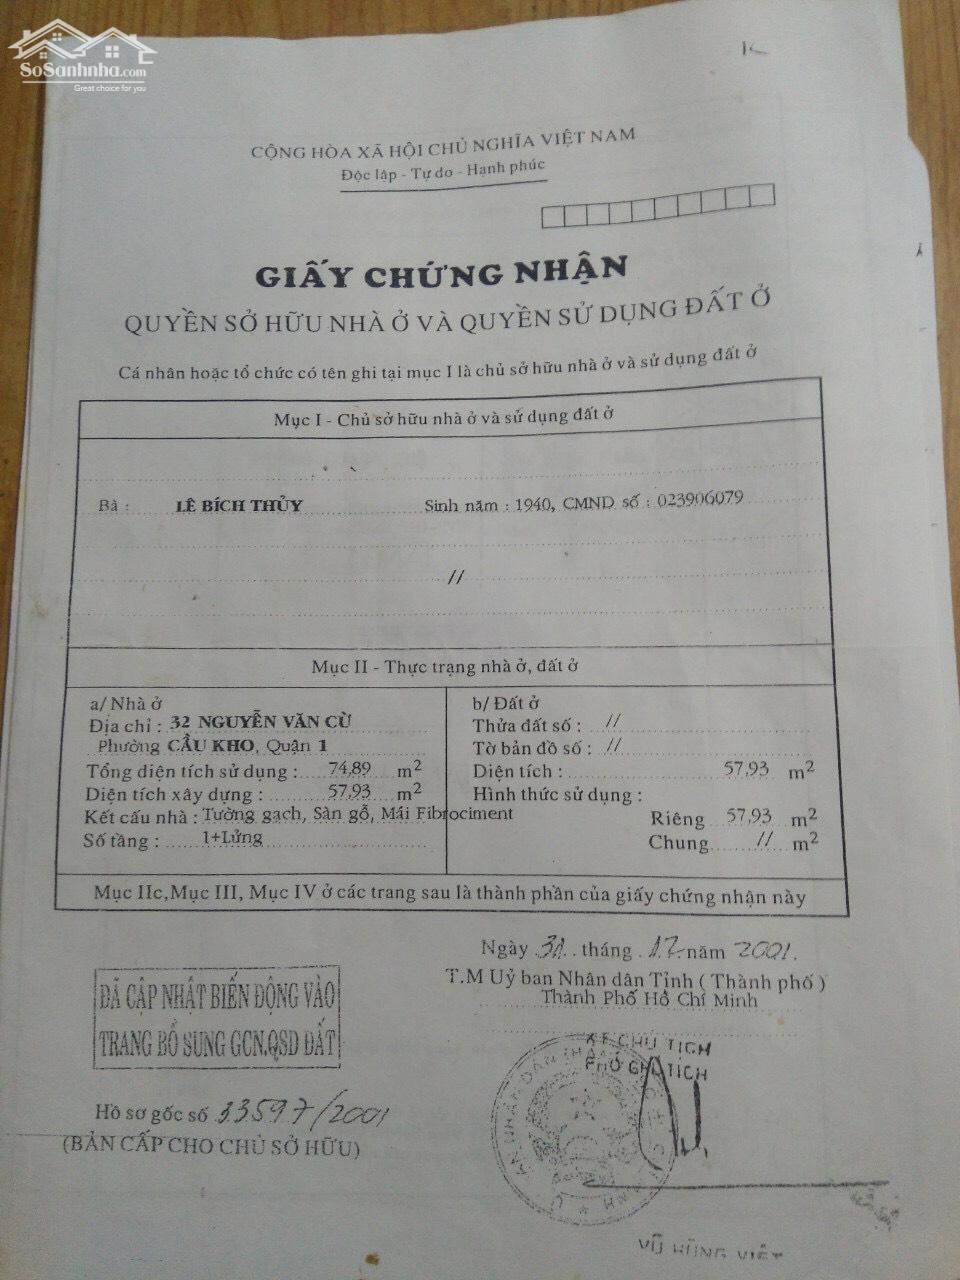 SoSanhnha.com
Great choice for you
CỘNG HÒA XÃ HỘI CHỦ NGHĨA VIỆT NAM
Độc lập - Tự do - Hạnh phúc
GIẤY CHỨNG NHẬN
QUYỀN SỞ HỮU NHÀ Ở VÀ QUYỀN SỬ DỤNG ĐẤT Ở
Cá nhân hoặc tổ chức có tên ghi tại mục I là chủ sở hữu nhà ở và sử dụng đất ở
Mục I - Chủ sở hữu nhà ở và sử dụng đất ở
Bà : LÊ BÍCH THỦY Sinh năm : 1940, CMND số : 023906079
//
Mục II - Thực trạng nhà ở, đất ở
a/ Nhà ở
Địa chỉ : 32 NGUYỄN VĂN CỪ
Phường CẦU KHO, Quận 1
Tổng diện tích sử dụng : 74,89 m2
Diện tích xây dựng : 57,93 m2
Kết cấu nhà : Tường gạch, Sàn gỗ, Mái Fibrociment
Số tầng : 1+Lửng
b/ Đất ở
Thửa đất số : //
Tờ bản đồ số : //
Diện tích : 57,93 m2
Hình thức sử dụng :
Riêng 57,93 m2
Chung // m2
Mục IIc,Mục III, Mục IV ở các trang sau là thành phần của giấy chứng nhận này
Ngày 31 tháng 12 năm 2001.
T.M Uỷ ban Nhân dân Tỉnh ( Thành phố )
Thành Phố Hồ Chí Minh
KT CHỦ TỊCH
PHÓ CHỦ TỊCH
ĐÃ CẬP NHẬT BIẾN ĐỘNG VÀO
TRANG BỔ SUNG GCN.QSD ĐẤT
Hồ sơ gốc số 33597/2001
(BẢN CẤP CHO CHỦ SỞ HỮU)
VŨ HÙNG VIỆT